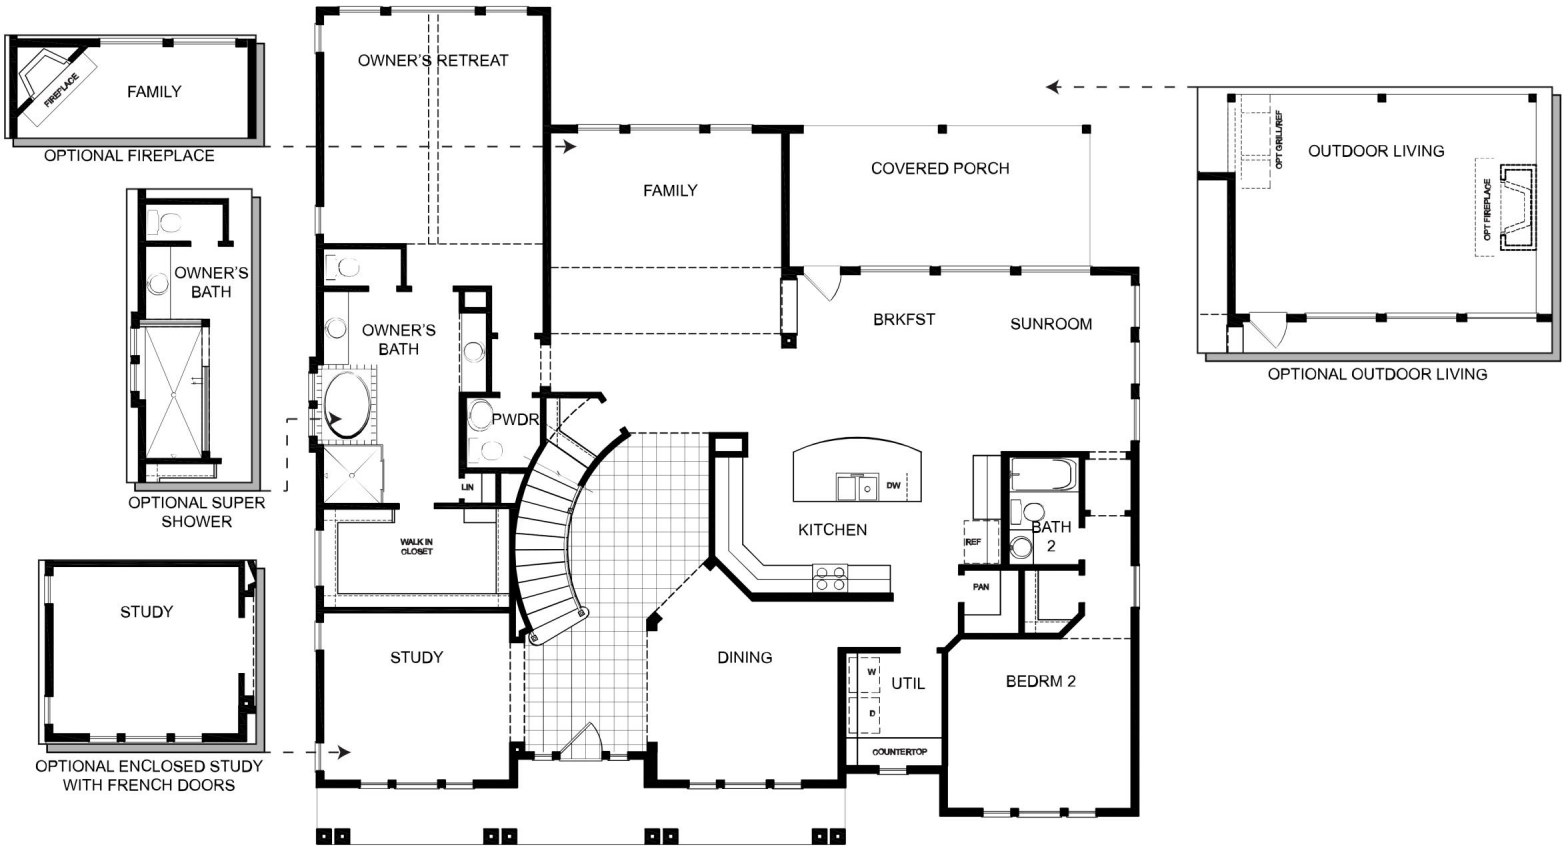 FIREPLACE
FAMILY
OPTIONAL FIREPLACE
OWNER'S
BATH
OPTIONAL SUPER
SHOWER
STUDY
OPTIONAL ENCLOSED STUDY
WITH FRENCH DOORS
OWNER'S RETREAT
FAMILY
COVERED PORCH
OWNER'S
BATH
BRKFST
SUNROOM
PWDR
LIN
WALK IN
CLOSET
DW
KITCHEN
REF
BATH
2
PAN
STUDY
DINING
W
UTIL
D
COUNTERTOP
BEDRM 2
OPT GRILL/REF
OUTDOOR LIVING
OPT FIREPLACE
OPTIONAL OUTDOOR LIVING